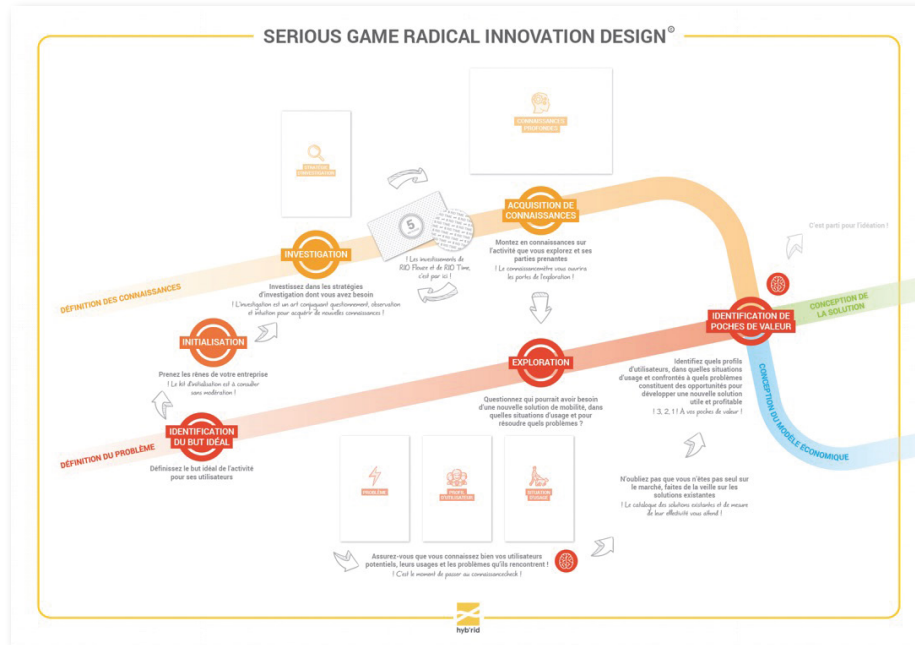 SERIOUS GAME RADICAL INNOVATION DESIGN®
CONNAISSANCES
PROFONDES
STRATÉGIE
D'INVESTIGATION
5
ACQUISITION DE
CONNAISSANCES
Montez en connaissances sur
l'activité que vous explorez et ses
parties prenantes
! Le connaissancemètre vous ouvrira
les portes de l'exploration !
C'est parti pour l'idéation !
INVESTIGATION
! Les investissements de
RID Flouze et de RID Time,
c'est par ici !
Investissez dans les stratégies
d'investigation dont vous avez besoin
! L'investigation est un art conjuguant questionnement, observation
et intuition pour acquérir de nouvelles connaissances !
DÉFINITION DES CONNAISSANCES
INITIALISATION
Prenez les rênes de votre entreprise
! Le kit d'initialisation est à consulter
sans modération !
IDENTIFICATION DE
POCHES DE VALEUR
CONCEPTION DE
LA SOLUTION
Identifiez quels profils
d'utilisateurs, dans quelles situations
d'usage et confrontés à quels problèmes
constituent des opportunités pour
développer une nouvelle solution
utile et profitable
! 3, 2, 1 ! À vos poches de valeur !
CONCEPTION DU MODÈLE ÉCONOMIQUE
EXPLORATION
Questionnez qui pourrait avoir besoin
d'une nouvelle solution de mobilité, dans
quelles situations d'usage et pour
résoudre quels problèmes ?
IDENTIFICATION
DU BUT IDÉAL
DÉFINITION DU PROBLÈME
Définissez le but idéal de l'activité
pour ses utilisateurs
PROBLÈME
PROFIL
D'UTILISATEUR
SITUATION
D'USAGE
N'oubliez pas que vous n'êtes pas seul sur
le marché, faites de la veille sur les
solutions existantes
! Le catalogue des solutions existantes et de mesure
de leur effectivité vous attend !
Assurez-vous que vous connaissez bien vos utilisateurs
potentiels, leurs usages et les problèmes qu'ils rencontrent !
! C'est le moment de passer au connaissancecheck !
hyb'rid